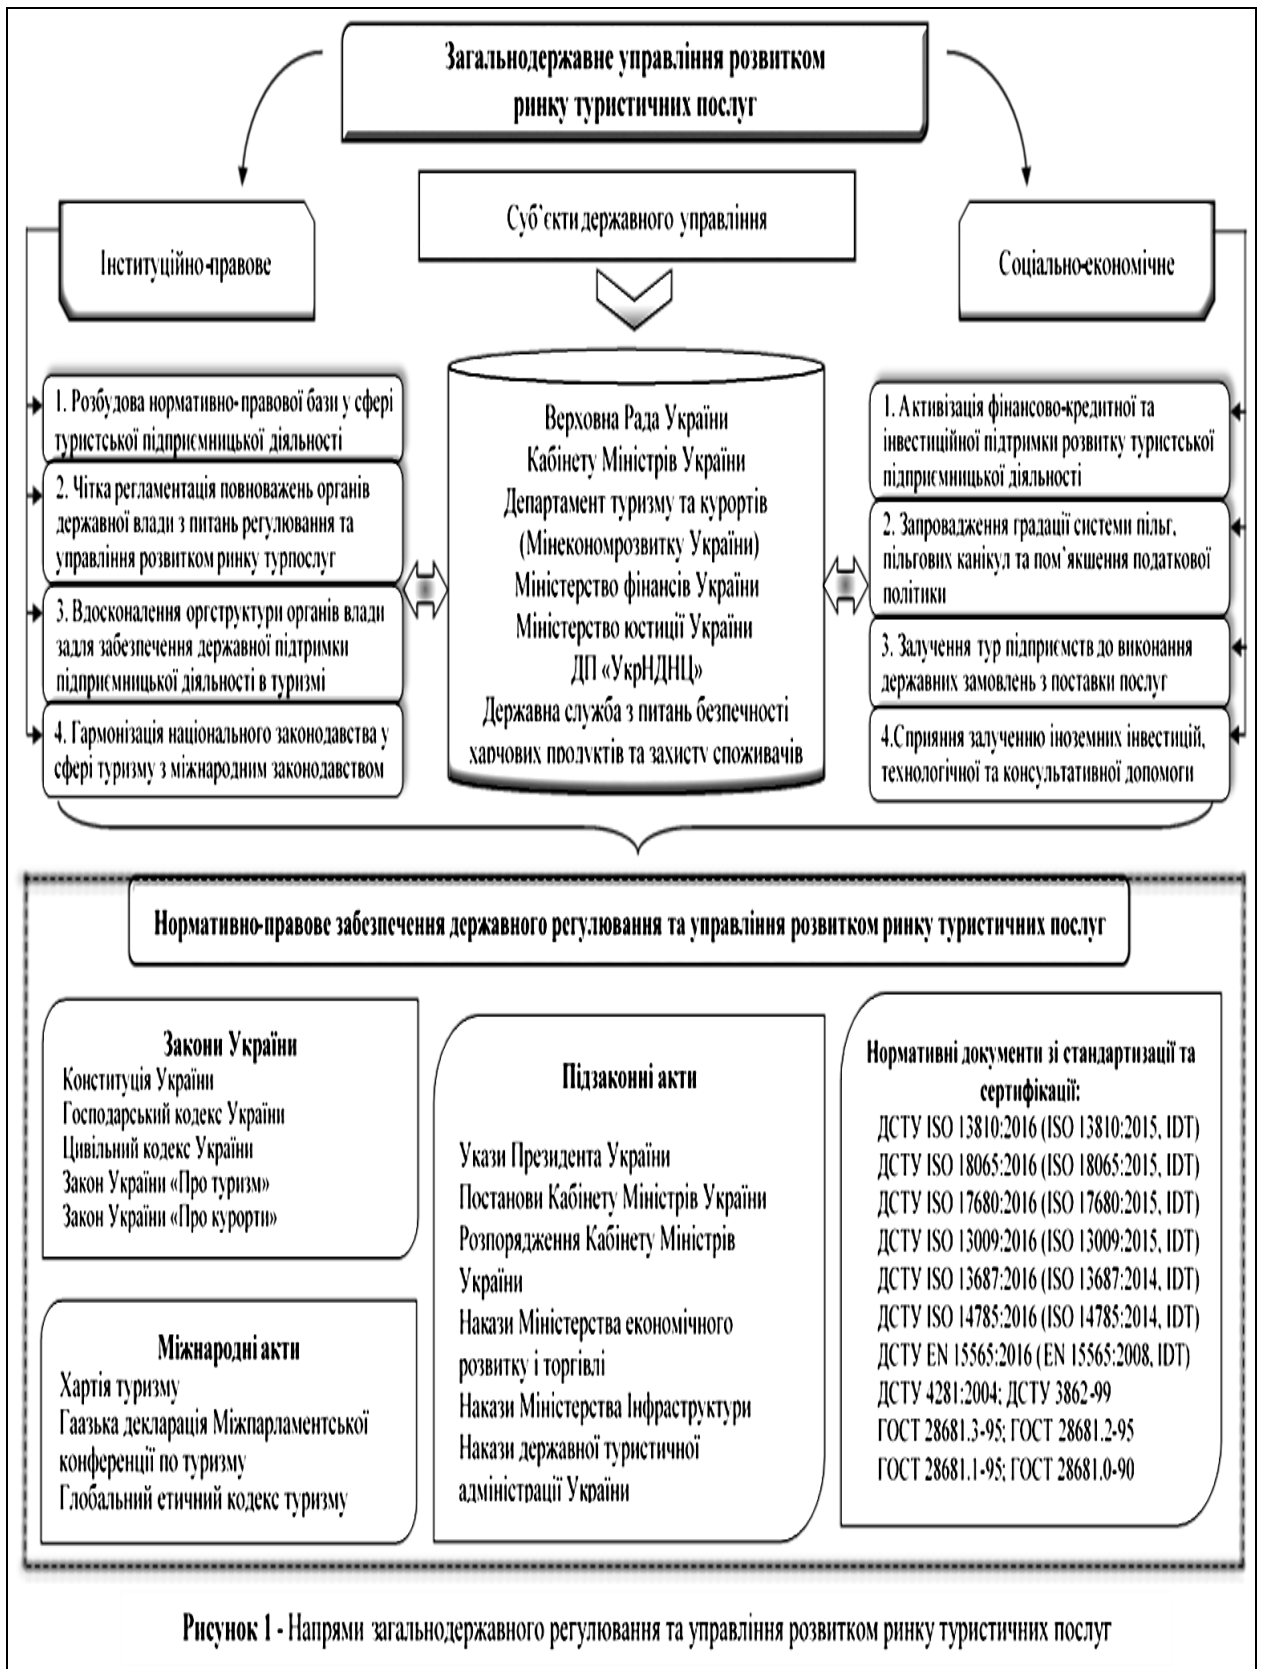 Загальнодержавне управління розвитком
ринку туристичних послуг
Інституційно-правове
Суб`єкти державного управління
Соціально-економічне
1. Розбудова нормативно-правової бази у сфері
туристської підприємницької діяльності
2. Чітка регламентація повноважень органів
державної влади з питань регулювання та
управління розвитком ринку турпослуг
3. Вдосконалення оргструктури органів влади
задля забезпечення державної підтримки
підприємницької діяльності в туризмі
4. Гармонізація національного законодавства у
сфері туризму з міжнародним законодавством
Верховна Рада України
Кабінету Міністрів України
Департамент туризму та курортів
(Мінекономрозвитку України)
Міністерство фінансів України
Міністерство юстиції України
ДП «УкрНДНЦ»
Державна служба з питань безпечності
харчових продуктів та захисту споживачів
1. Активізація фінансово-кредитної та
інвестиційної підтримки розвитку туристської
підприємницької діяльності
2. Запровадження градації системи пільг,
пільгових канікул та пом`якшення податкової
політики
3. Залучення тур підприємств до виконання
державних замовлень з поставки послуг
4.Сприяння залученню іноземних інвестицій,
технологічної та консультативної допомоги
Нормативно-правове забезпечення державного регулювання та управління розвитком ринку туристичних послуг
Закони України
Конституція України
Господарський кодекс України
Цивільний кодекс України
Закон України «Про туризм»
Закон України «Про курорти»
Міжнародні акти
Хартія туризму
Гаазька декларація Міжпарламентської
конференції по туризму
Глобальний етичний кодекс туризму
Підзаконні акти
Укази Президента України
Постанови Кабінету Міністрів України
Розпорядження Кабінету Міністрів
України
Накази Міністерства економічного
розвитку і торгівлі
Накази Міністерства Інфраструктури
Накази державної туристичної
адміністрації України
Нормативні документи зі стандартизації та
сертифікації:
ДСТУ ISO 13810:2016 (ISO 13810:2015, IDT)
ДСТУ ISO 18065:2016 (ISO 18065:2015, IDT)
ДСТУ ISO 17680:2016 (ISO 17680:2015, IDT)
ДСТУ ISO 13009:2016 (ISO 13009:2015, IDT)
ДСТУ ISO 13687:2016 (ISO 13687:2014, IDT)
ДСТУ ISO 14785:2016 (ISO 14785:2014, IDT)
ДСТУ EN 15565:2016 (EN 15565:2008, IDT)
ДСТУ 4281:2004; ДСТУ 3862-99
ГОСТ 28681.3-95; ГОСТ 28681.2-95
ГОСТ 28681.1-95; ГОСТ 28681.0-90
Рисунок 1 - Напрями загальнодержавного регулювання та управління розвитком ринку туристичних послуг